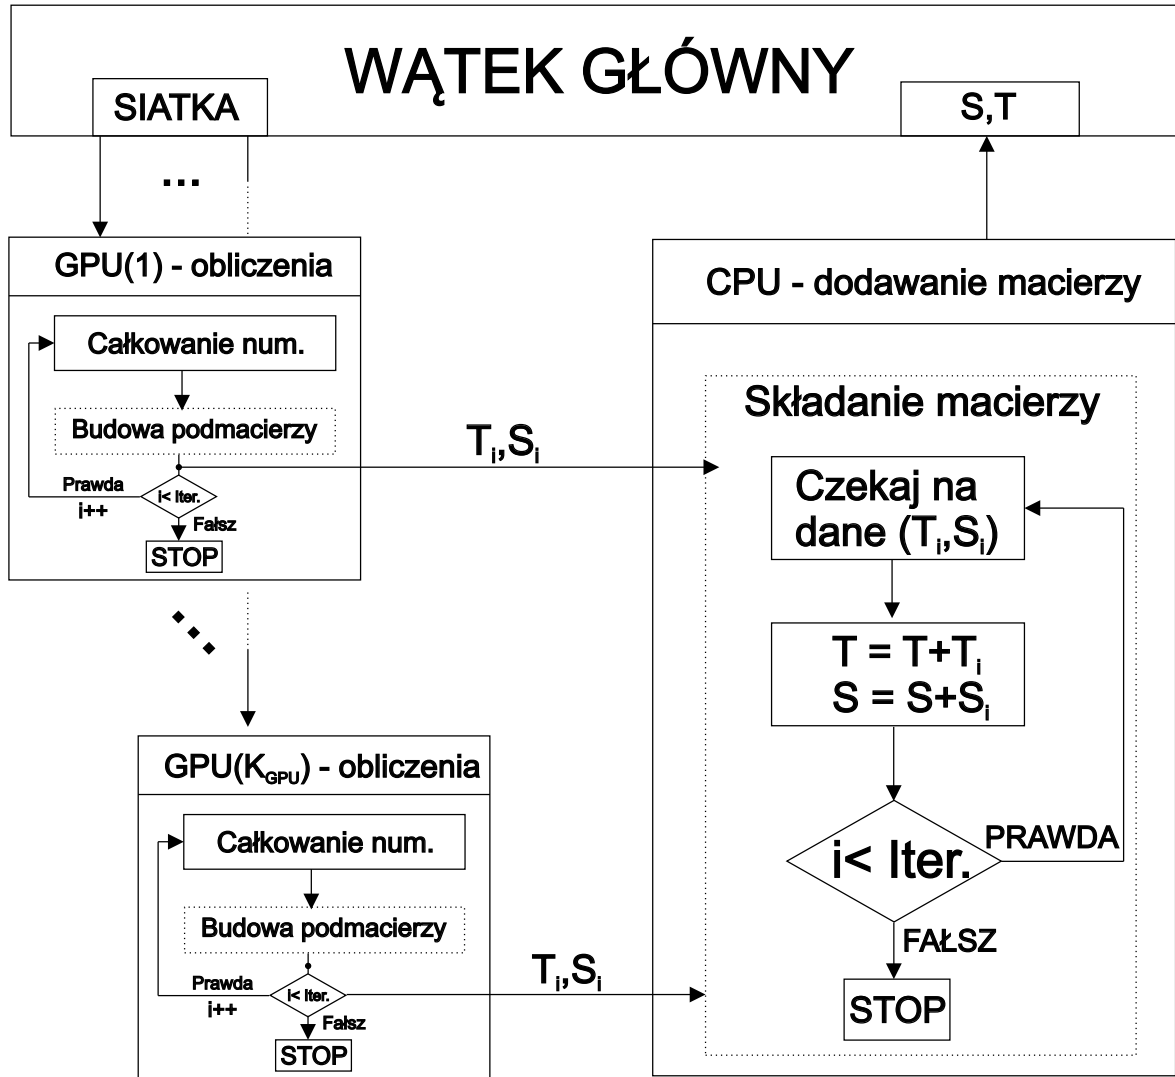 WĄTEK GŁÓWNY
SIATKA
S,T
...
GPU(1) - obliczenia
Całkowanie num.
Budowa podmacierzy
Prawda
i++
i< Iter.
Fałsz
STOP
T_i,S_i
GPU(K_GPU) - obliczenia
Całkowanie num.
Budowa podmacierzy
Prawda
i++
i< Iter.
Fałsz
STOP
T_i,S_i
CPU - dodawanie macierzy
Składanie macierzy
Czekaj na
dane (T_i,S_i)
T = T+T_i
S = S+S_i
i< Iter.
PRAWDA
FAŁSZ
STOP